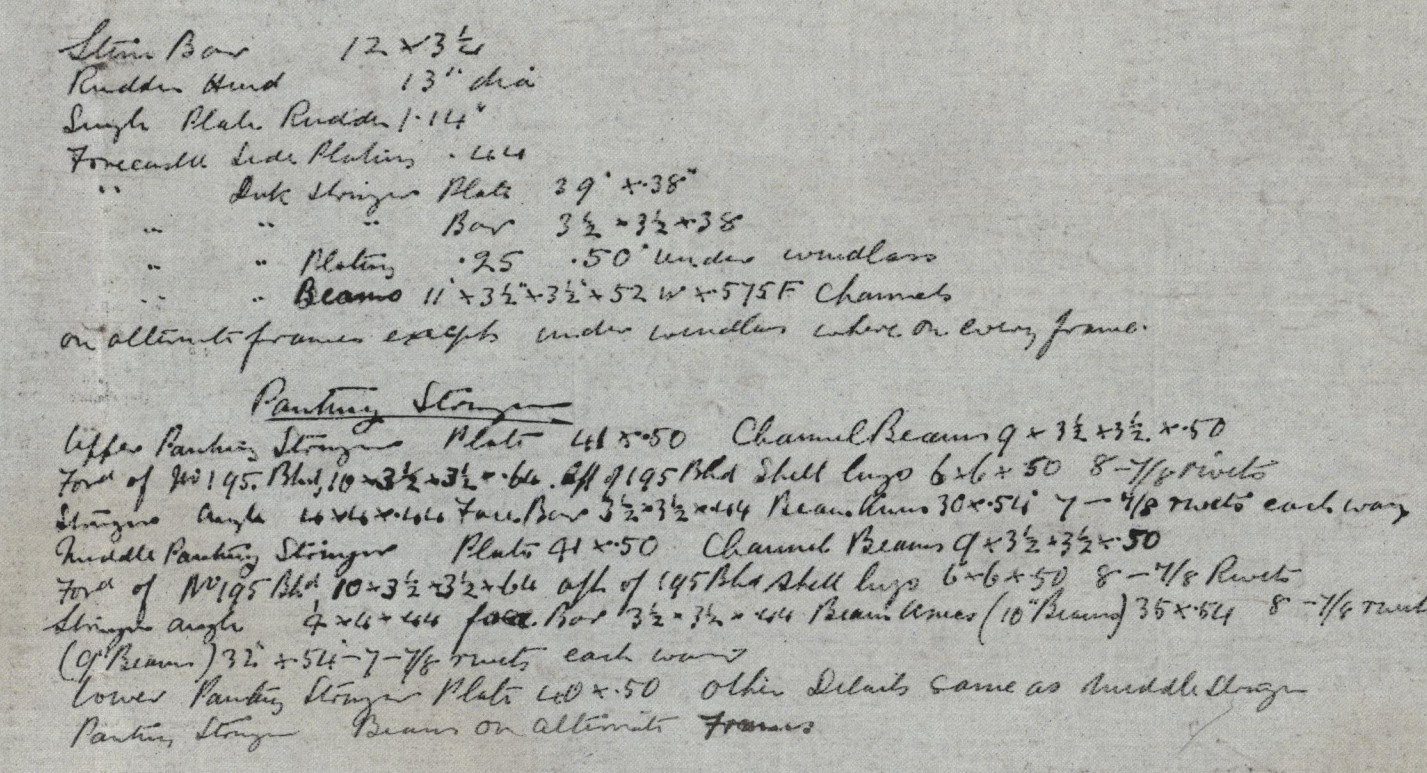 Stem Bar 12 x 3½
Rudder Head 13" dia
Single Plate Rudder 1.14"
Forecastle Side Plating .44
" Deck Stringer Plate 39" x .38"
" " " Bar 3½ x 3½ x .38
" " Plating .25 .50" under windlass
" " Beams 11" x 3½" x 3½" x .52 W x .575 F Channels
on alternate frames except under windlass where on every frame.
Panting Stringers
Upper Panting Stringer Plate 41 x .50 Channel Beams 9 x 3½ x 3½ x .50
Ford of No 195 Bhd, 10 x 3½ x 3½ x .64 aft of 195 Bhd Shell lugs 6 x 6 x .50 8 - 7/8 rivets
Stringer angle 4 x 4 x .44 Face Bar 3½ x 3½ x .44 Beam Knees 30 x .54 7 - 7/8 rivets each way
Middle Panting Stringer Plate 41 x .50 Channel Beams 9 x 3½ x 3½ x .50
Ford of No 195 Bhd 10 x 3½ x 3½ x .64 aft of 195 Bhd Shell lugs 6 x 6 x .50 8 - 7/8 Rivets
Stringer angle 4 x 4 x .44 face Bar 3½ x 3½ x .44 Beam Knees (10" Beams) 35 x .54 8 - 7/8 rivets
(9" Beams) 32" x .54 - 7 - 7/8 rivets each way
Lower Panting Stringer Plate 40 x .50 other Details same as middle Stringer
Panting Stringer Beams on alternate Frames